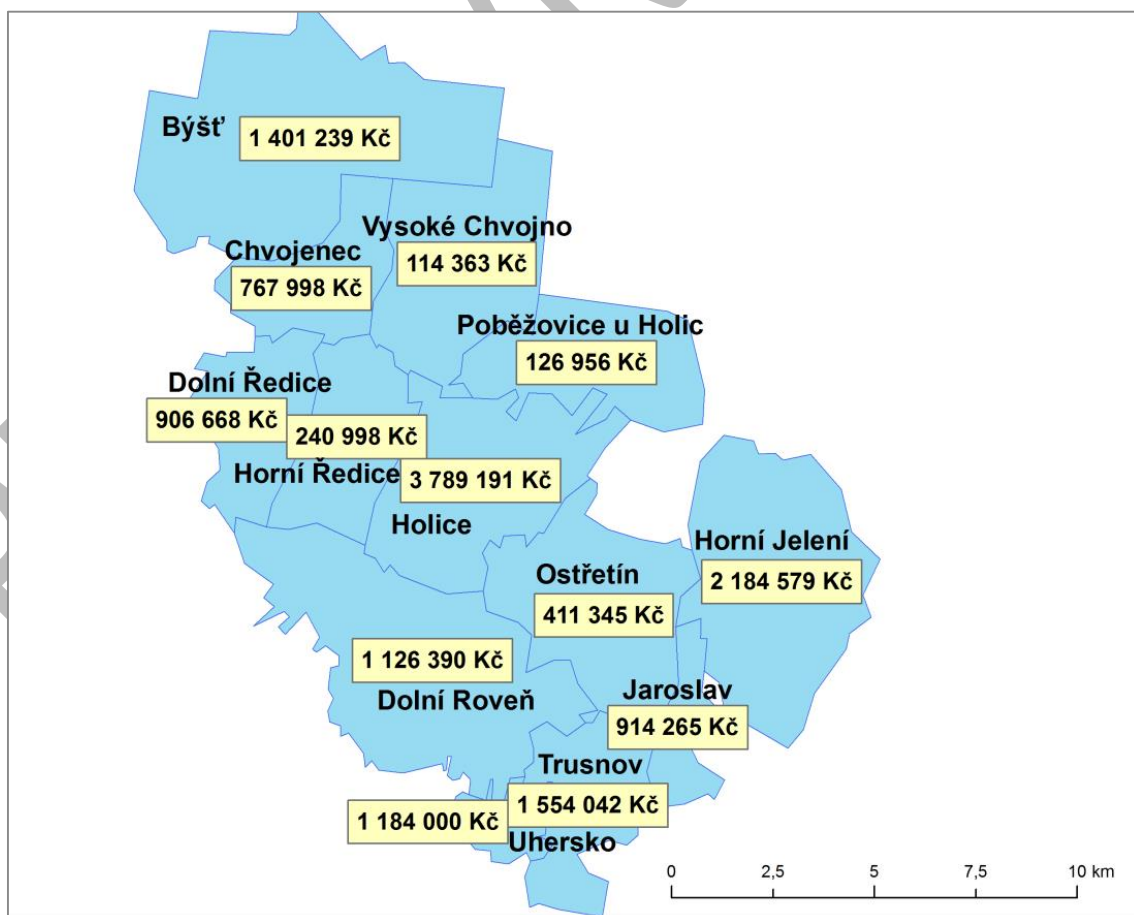 Býšť
1 401 239 Kč
Vysoké Chvojno
114 363 Kč
Chvojenec
767 998 Kč
Poběžovice u Holic
126 956 Kč
Dolní Ředice
906 668 Kč
240 998 Kč
Horní Ředice
3 789 191 Kč
Holice
Horní Jelení
2 184 579 Kč
Ostřetín
411 345 Kč
1 126 390 Kč
Dolní Roveň
Jaroslav
914 265 Kč
Trusnov
1 554 042 Kč
1 184 000 Kč
Uhersko
0 2,5 5 7,5 10 km